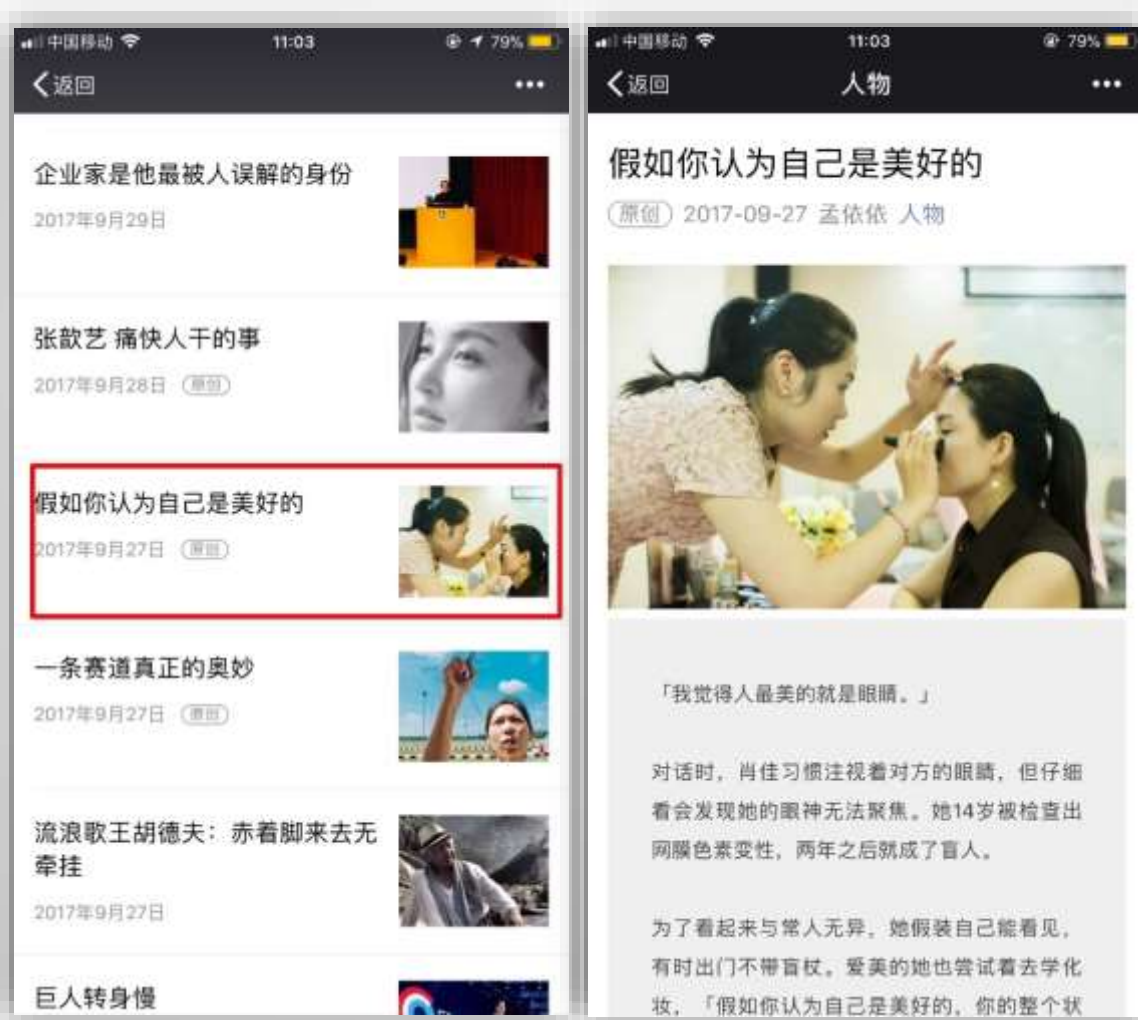 中国移动 11:03 79%
返回 •••
企业家是他最被人误解的身份
2017年9月29日
张歆艺 痛快人干的事
2017年9月28日 原创
假如你认为自己是美好的
2017年9月27日 原创
一条赛道真正的奥妙
2017年9月27日 原创
流浪歌王胡德夫：赤着脚来去无
牵挂
2017年9月27日
巨人转身慢
中国移动 11:03 79%
返回 人物 •••
假如你认为自己是美好的
原创 2017-09-27 孟依依 人物
「我觉得人最美的就是眼睛。」
对话时，肖佳习惯注视着对方的眼睛，但仔细
看会发现她的眼神无法聚焦。她14岁被检查出
网膜色素变性，两年之后就成了盲人。
为了看起来与常人无异，她假装自己能看见，
有时出门不带盲杖。爱美的她也尝试着去学化
妆，「假如你认为自己是美好的，你的整个状